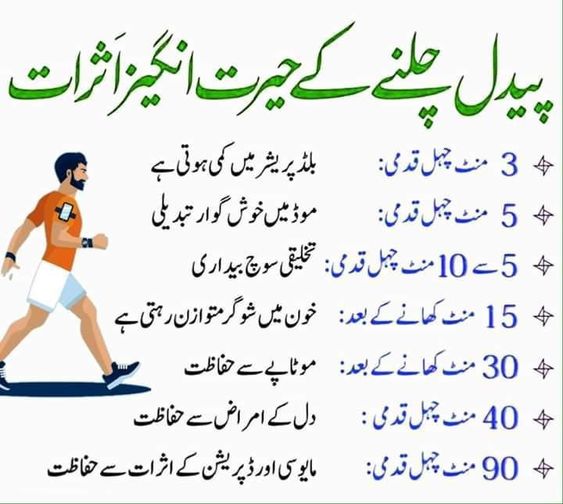 پیدل چلنے کے حیرت انگیز اَثرات
3 منٹ چہل قدمی: بلڈ پریشر میں کمی ہوتی ہے
5 منٹ چہل قدمی: موڈ میں خوش گوار تبدیلی
5 سے 10 منٹ چہل قدمی: تخلیقی سوچ بیداری
15 منٹ کھانے کے بعد: خون میں شوگر متوازن رہتی ہے
30 منٹ کھانے کے بعد: موٹاپے سے حفاظت
40 منٹ چہل قدمی: دل کے امراض سے حفاظت
90 منٹ چہل قدمی: مایوسی اور ڈپریشن کے اثرات سے حفاظت